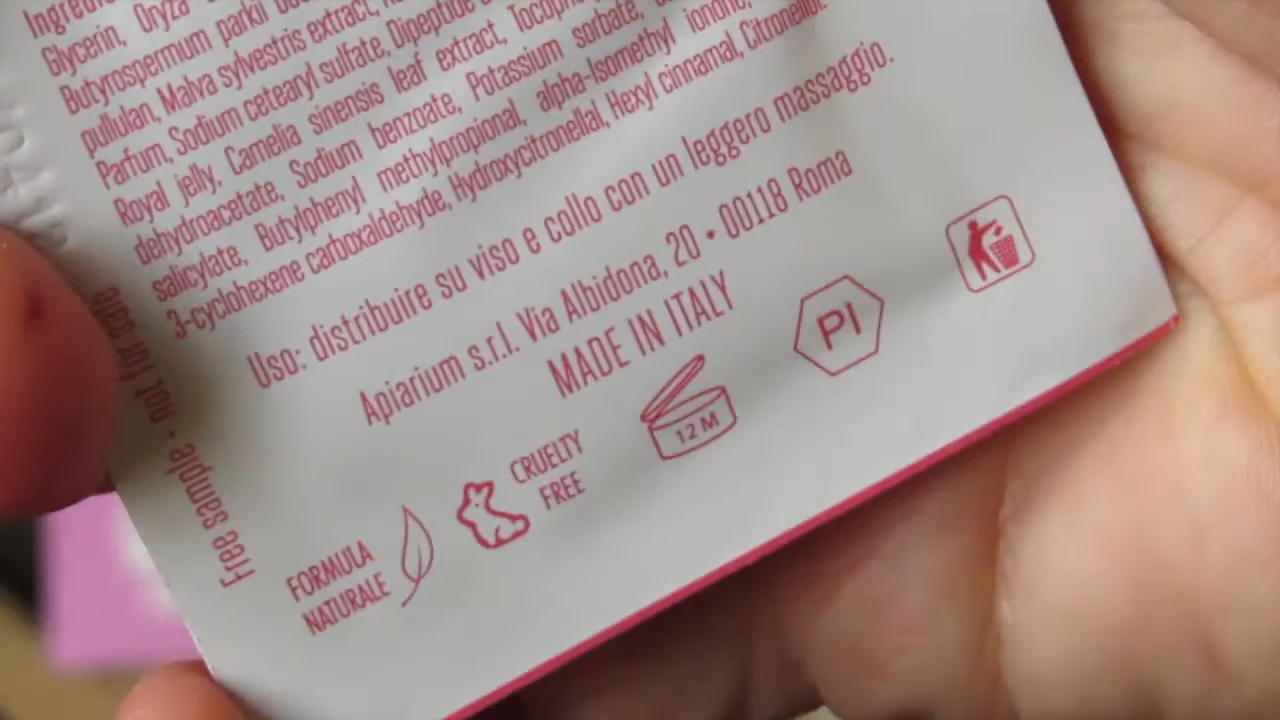 Glycerin, Oryza
Butyrospermum parkii
pullulan, Malva sylvestris extract,
Parfum, Sodium cetearyl sulfate, Dipeptide
Royal jelly, Camelia sinensis leaf extract,
dehydroacetate, Sodium benzoate, Potassium sorbate,
salicylate, Butylphenyl methylpropional, alpha-Isomethyl ionone,
3-cyclohexene carboxaldehyde, Hydroxycitronellal, Hexyl cinnamal, Citronellol.
Uso: distribuire su viso e collo con un leggero massaggio.
Apiarium s.r.l. Via Albidona, 20 • 00118 Roma
MADE IN ITALY
FORMULA
NATURALE
CRUELTY
FREE
12 M
PI
Free sample - not for sale